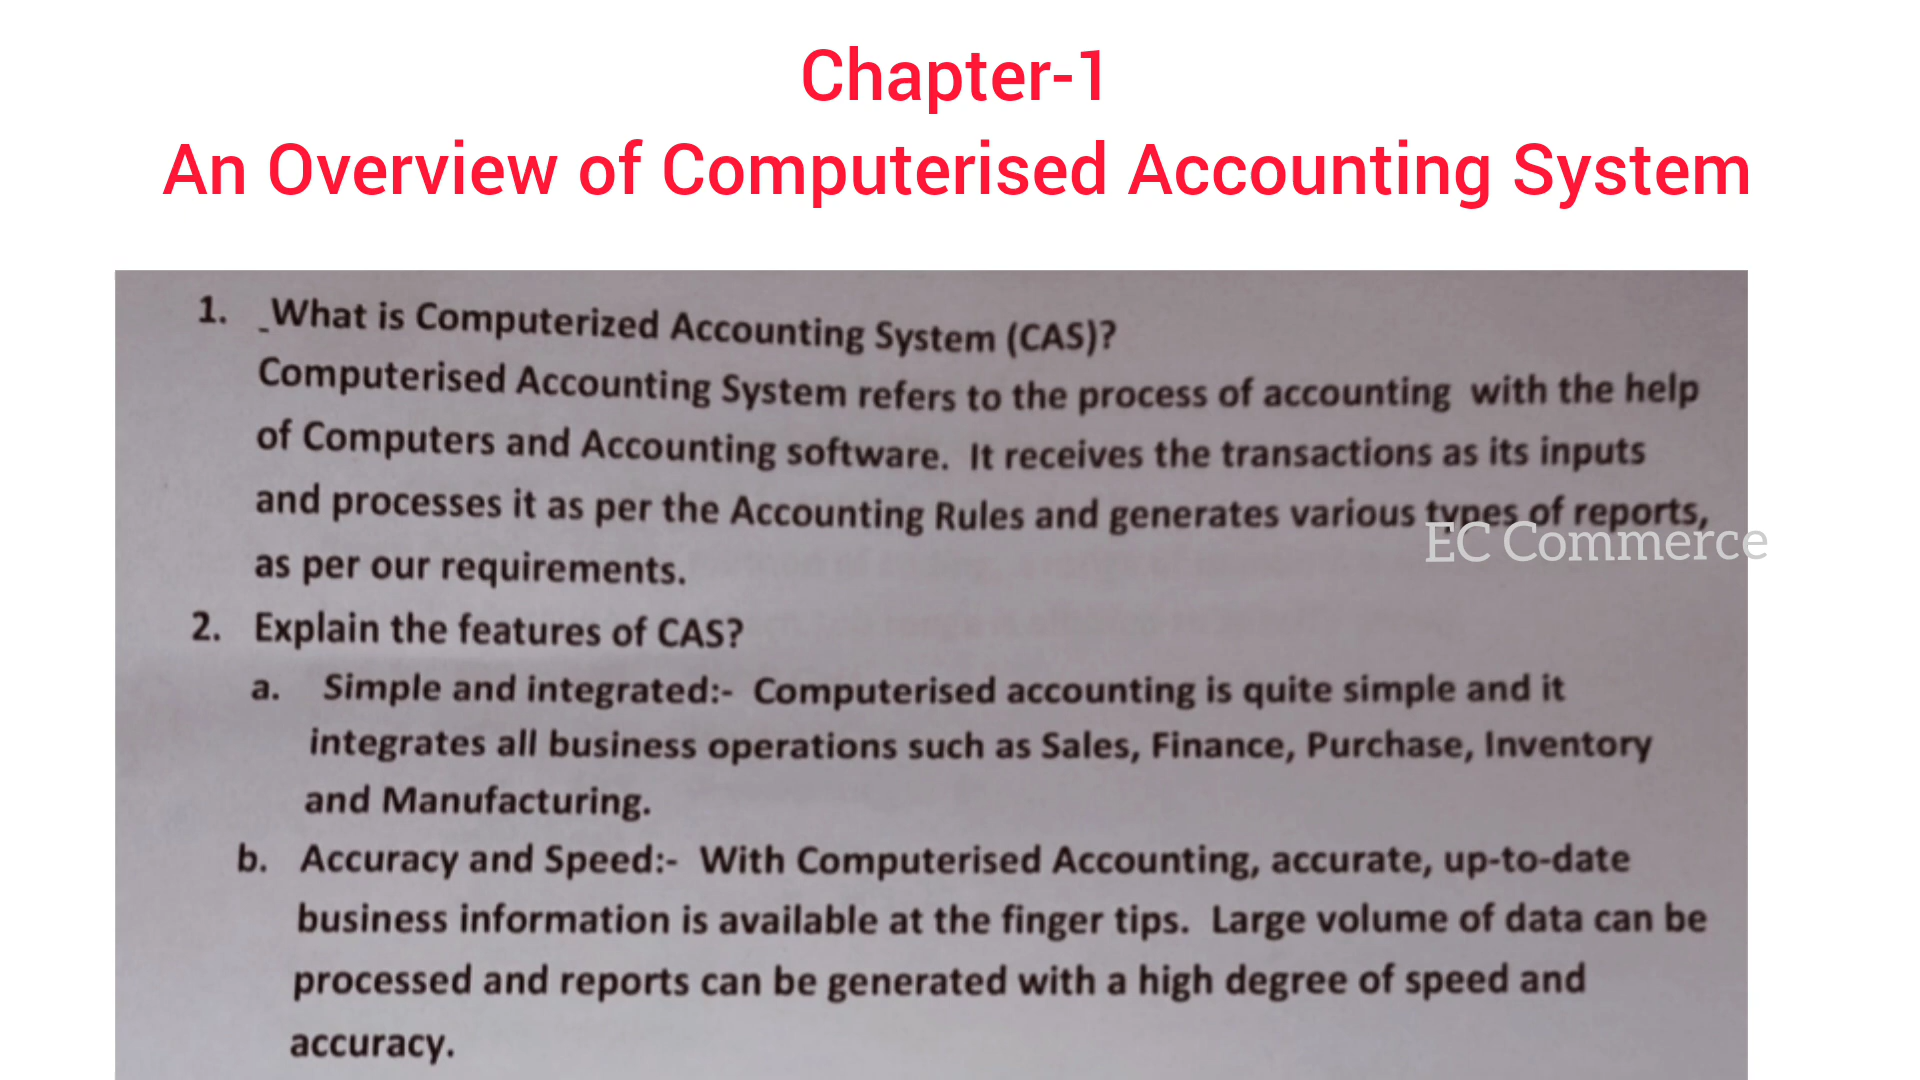 Chapter-1
An Overview of Computerised Accounting System
1. _What is Computerized Accounting System (CAS)?
Computerised Accounting System refers to the process of accounting with the help
of Computers and Accounting software. It receives the transactions as its inputs
and processes it as per the Accounting Rules and generates various types of reports,
EC Commerce
as per our requirements.
2. Explain the features of CAS?
a. Simple and integrated:- Computerised accounting is quite simple and it
integrates all business operations such as Sales, Finance, Purchase, Inventory
and Manufacturing.
b. Accuracy and Speed:- With Computerised Accounting, accurate, up-to-date
business information is available at the finger tips. Large volume of data can be
processed and reports can be generated with a high degree of speed and
accuracy.